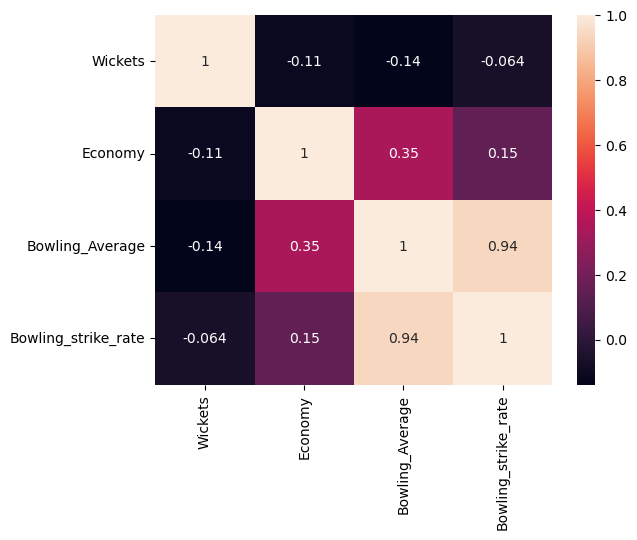 Wickets 1 -0.11 -0.14 -0.064
Economy -0.11 1 0.35 0.15
Bowling_Average -0.14 0.35 1 0.94
Bowling_strike_rate -0.064 0.15 0.94 1
Wickets
Economy
Bowling_Average
Bowling_strike_rate
1.0
0.8
0.6
0.4
0.2
0.0